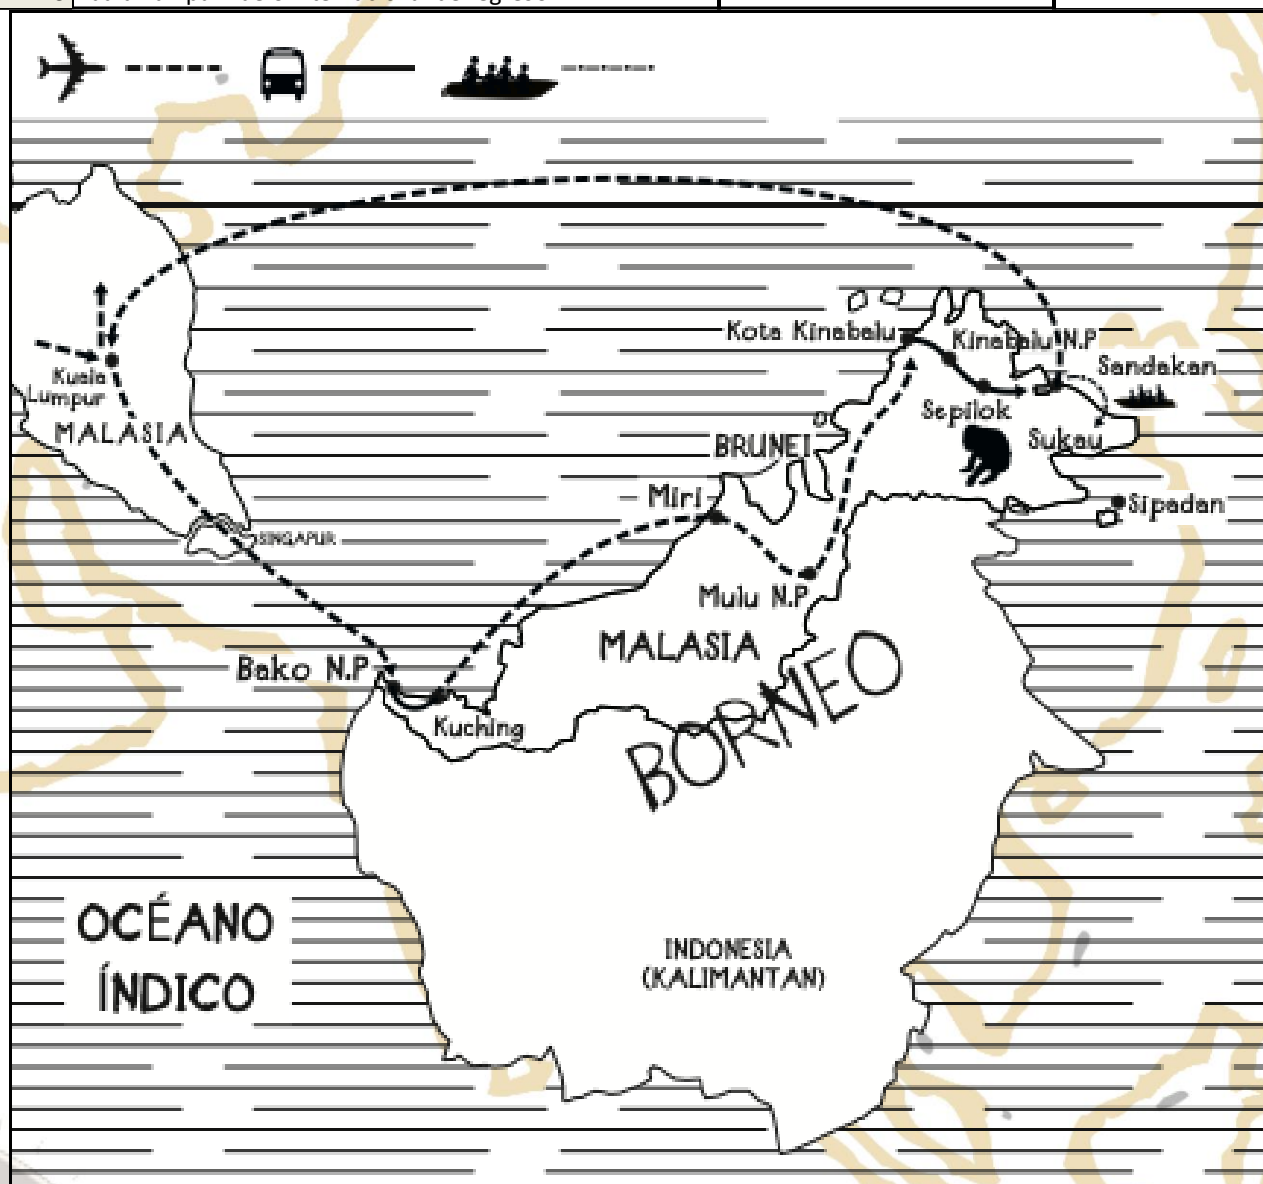 Kota Kinabalu
Kinabalu N.P
Sandakan
Kuala
Lumpur
MALASIA
Sepilok
Sukau
BRUNEI
Miri
Sipadan
SINGAPUR
Mulu N.P
MALASIA
Bako N.P
BORNEO
Kuching
OCÉANO
ÍNDICO
INDONESIA
(KALIMANTAN)